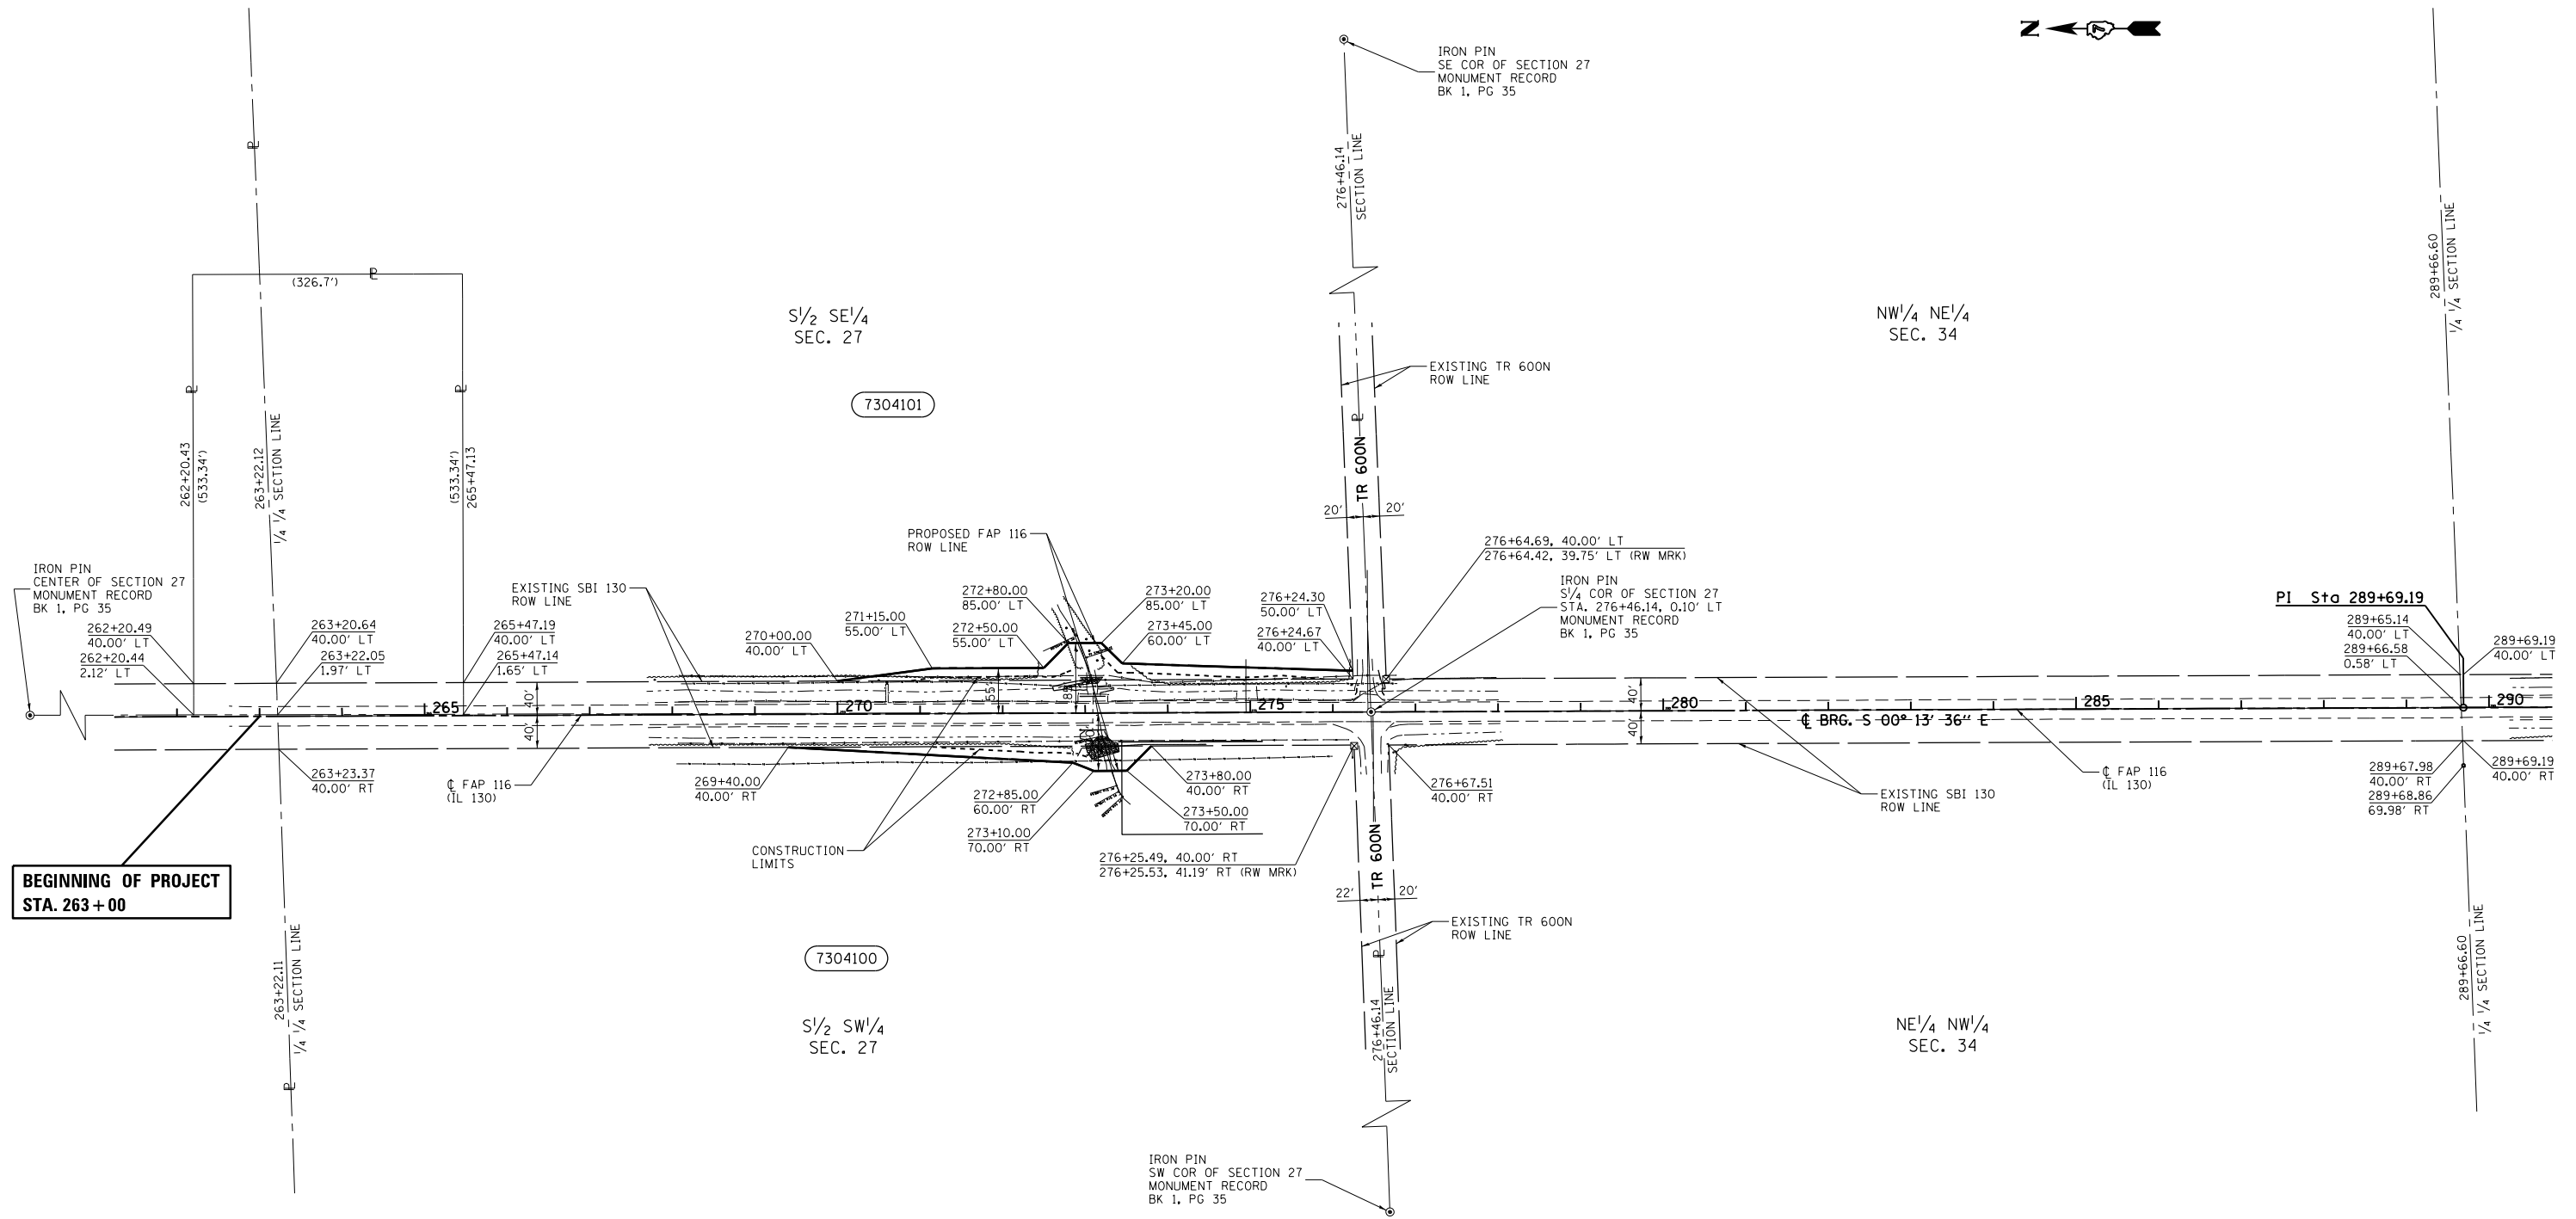 N
IRON PIN
SE COR OF SECTION 27
MONUMENT RECORD
BK 1, PG 35
276+46.14
SECTION LINE
289+66.60
1/4 1/4 SECTION LINE
(326.7')
S1/2 SE1/4
SEC. 27
NW1/4 NE1/4
SEC. 34
EXISTING TR 600N
ROW LINE
7304101
262+20.43
(533.34')
263+22.12
1/4 1/4 SECTION LINE
(533.34')
265+47.13
TR 600N
20'
20'
PROPOSED FAP 116
ROW LINE
276+64.69, 40.00' LT
276+64.42, 39.75' LT (RW MRK)
IRON PIN
CENTER OF SECTION 27
MONUMENT RECORD
BK 1, PG 35
EXISTING SBI 130
ROW LINE
IRON PIN
S1/4 COR OF SECTION 27
STA. 276+46.14, 0.10' LT
MONUMENT RECORD
BK 1, PG 35
262+20.49
40.00' LT
262+20.44
2.12' LT
263+20.64
40.00' LT
263+22.05
1.97' LT
265+47.19
40.00' LT
265+47.14
1.65' LT
270+00.00
40.00' LT
271+15.00
55.00' LT
272+80.00
85.00' LT
272+50.00
55.00' LT
273+20.00
85.00' LT
273+45.00
60.00' LT
276+24.30
50.00' LT
276+24.67
40.00' LT
PI Sta 289+69.19
289+65.14
40.00' LT
289+66.58
0.58' LT
289+69.19
40.00' LT
40'
40'
55'
85'
40'
40'
265
270
275
280
285
290
℄ BRG. S 00° 13' 36" E
263+23.37
40.00' RT
℄ FAP 116
(IL 130)
269+40.00
40.00' RT
272+85.00
60.00' RT
273+10.00
70.00' RT
273+80.00
40.00' RT
273+50.00
70.00' RT
276+67.51
40.00' RT
276+25.49, 40.00' RT
276+25.53, 41.19' RT (RW MRK)
EXISTING SBI 130
ROW LINE
℄ FAP 116
(IL 130)
289+67.98
40.00' RT
289+68.86
69.98' RT
289+69.19
40.00' RT
CONSTRUCTION
LIMITS
BEGINNING OF PROJECT
STA. 263+00
TR 600N
22'
20'
EXISTING TR 600N
ROW LINE
7304100
263+22.11
1/4 1/4 SECTION LINE
S1/2 SW1/4
SEC. 27
276+46.14
SECTION LINE
NE1/4 NW1/4
SEC. 34
289+66.60
1/4 1/4 SECTION LINE
IRON PIN
SW COR OF SECTION 27
MONUMENT RECORD
BK 1, PG 35